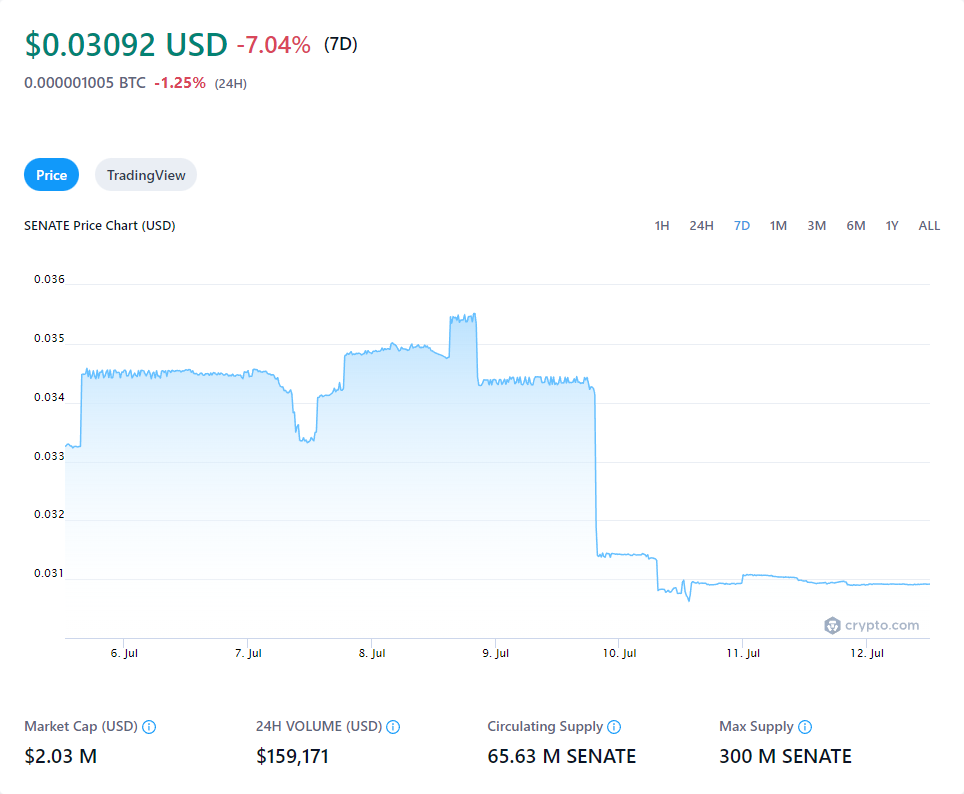 $0.03092 USD -7.04% (7D)
0.000001005 BTC -1.25% (24H)
Price TradingView
SENATE Price Chart (USD) 1H 24H 7D 1M 3M 6M 1Y ALL
0.036
0.035
0.034
0.033
0.032
0.031
crypto.com
6. Jul 7. Jul 8. Jul 9. Jul 10. Jul 11. Jul 12. Jul
Market Cap (USD) 24H VOLUME (USD) Circulating Supply Max Supply
$2.03 M $159,171 65.63 M SENATE 300 M SENATE